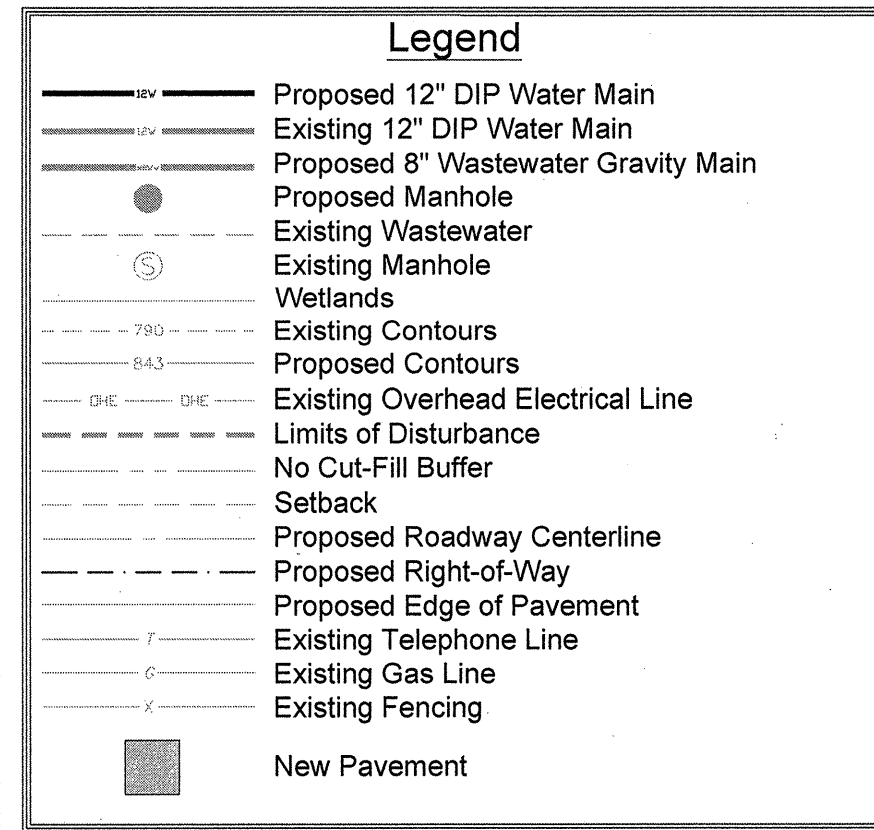 Legend
12W Proposed 12" DIP Water Main
12W Existing 12" DIP Water Main
Proposed 8" Wastewater Gravity Main
Proposed Manhole
Existing Wastewater
S Existing Manhole
Wetlands
790 Existing Contours
843 Proposed Contours
OHE OHE Existing Overhead Electrical Line
Limits of Disturbance
No Cut-Fill Buffer
Setback
Proposed Roadway Centerline
Proposed Right-of-Way
Proposed Edge of Pavement
T Existing Telephone Line
G Existing Gas Line
X Existing Fencing
New Pavement